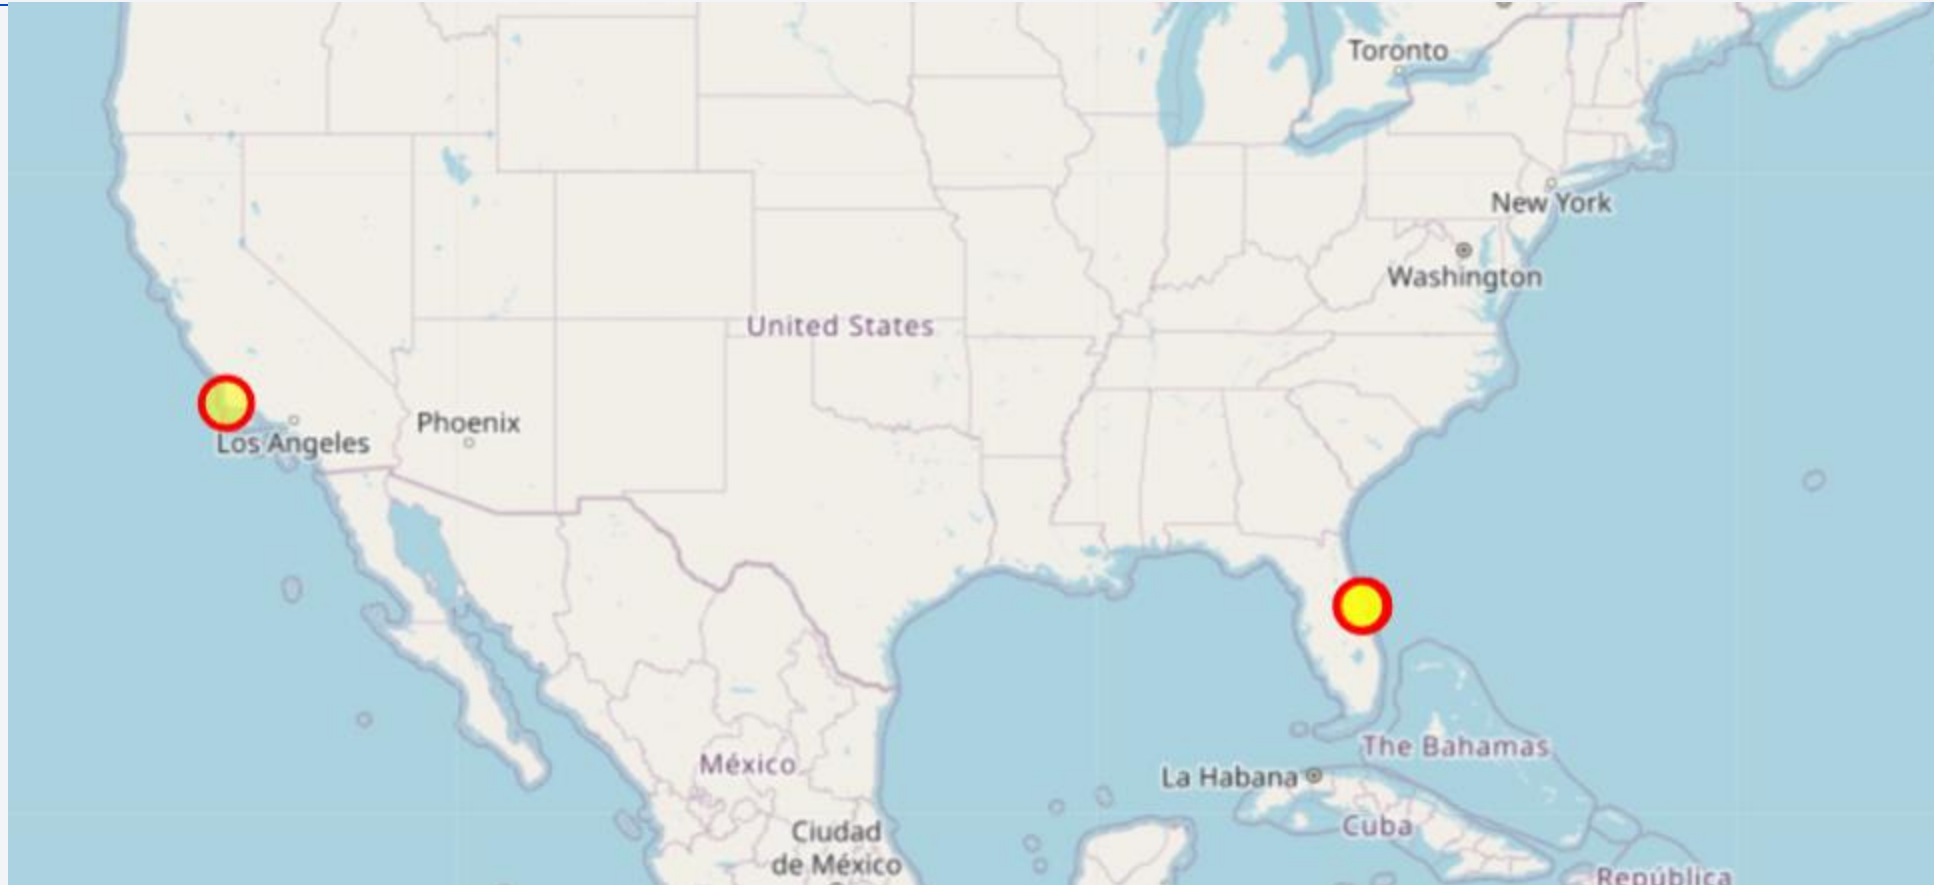 Toronto
New York
Washington
United States
Phoenix
Los Angeles
México
The Bahamas
La Habana
Cuba
Ciudad
de México
República